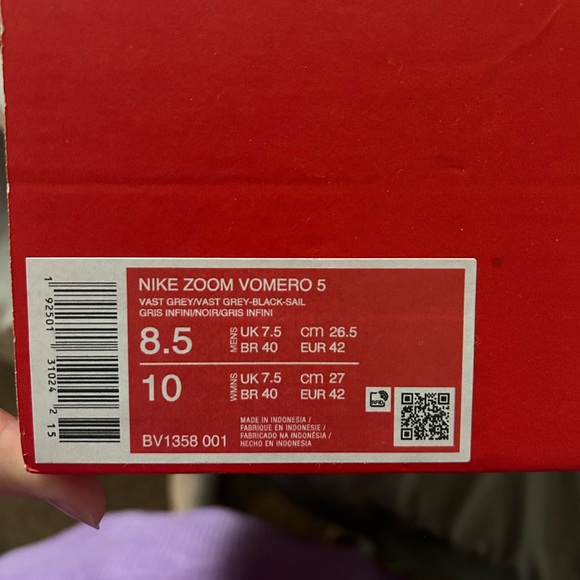 NIKE ZOOM VOMERO 5
VAST GREY/VAST GREY-BLACK-SAIL
GRIS INFINI/NOIR/GRIS INFINI
8.5 MENS UK 7.5 cm 26.5
BR 40 EUR 42
10 WMNS UK 7.5 cm 27
BR 40 EUR 42
MADE IN INDONESIA /
FABRIQUE EN INDONESIE /
FABRICADO NA INDONÉSIA /
HECHO EN INDONESIA
BV1358 001
1 92501 31024 2 15